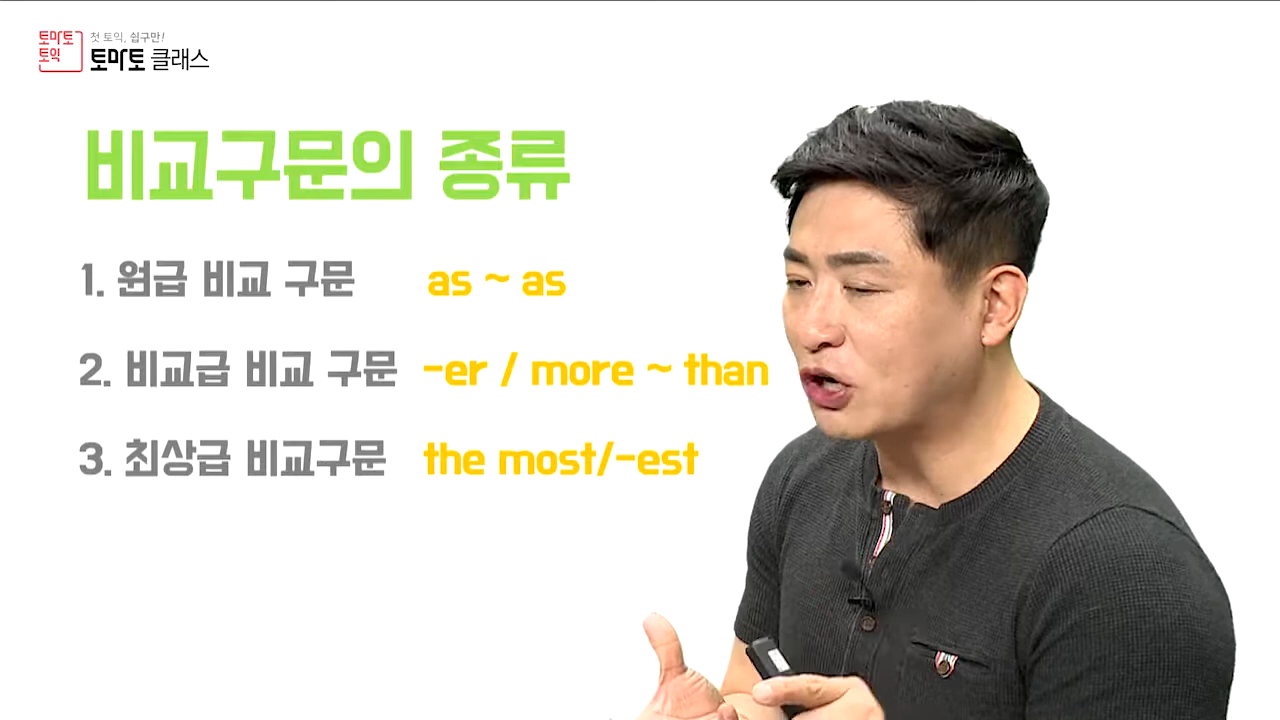 토마토
토익
첫 토익, 쉽구만!
토마토 클래스
비교구문의 종류
1. 원급 비교 구문 as ~ as
2. 비교급 비교 구문 -er / more ~ than
3. 최상급 비교구문 the most/-est